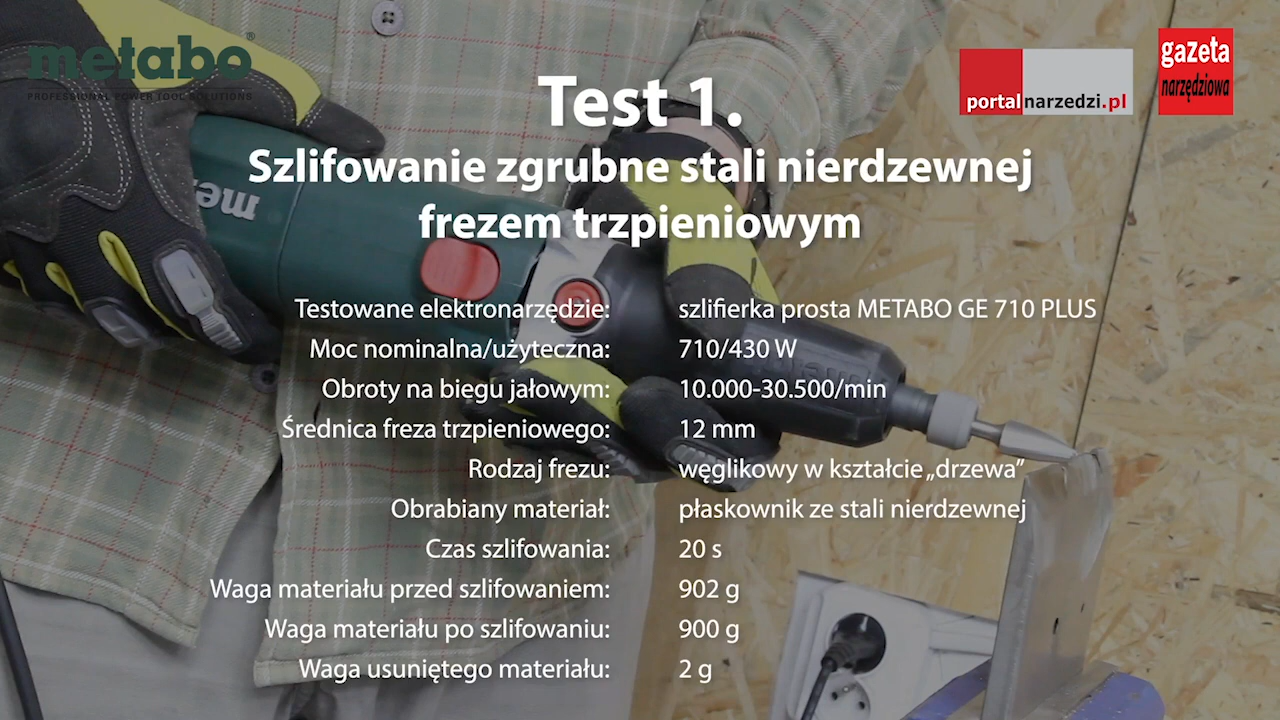 metabo®
PROFESSIONAL POWER TOOL SOLUTIONS
portalnarzedzi.pl
gazeta
narzędziowa
Test 1.
Szlifowanie zgrubne stali nierdzewnej
frezem trzpieniowym
Testowane elektronarzędzie: szlifierka prosta METABO GE 710 PLUS
Moc nominalna/użyteczna: 710/430 W
Obroty na biegu jałowym: 10.000-30.500/min
Średnica freza trzpieniowego: 12 mm
Rodzaj frezu: węglikowy w kształcie „drzewa”
Obrabiany materiał: płaskownik ze stali nierdzewnej
Czas szlifowania: 20 s
Waga materiału przed szlifowaniem: 902 g
Waga materiału po szlifowaniu: 900 g
Waga usuniętego materiału: 2 g